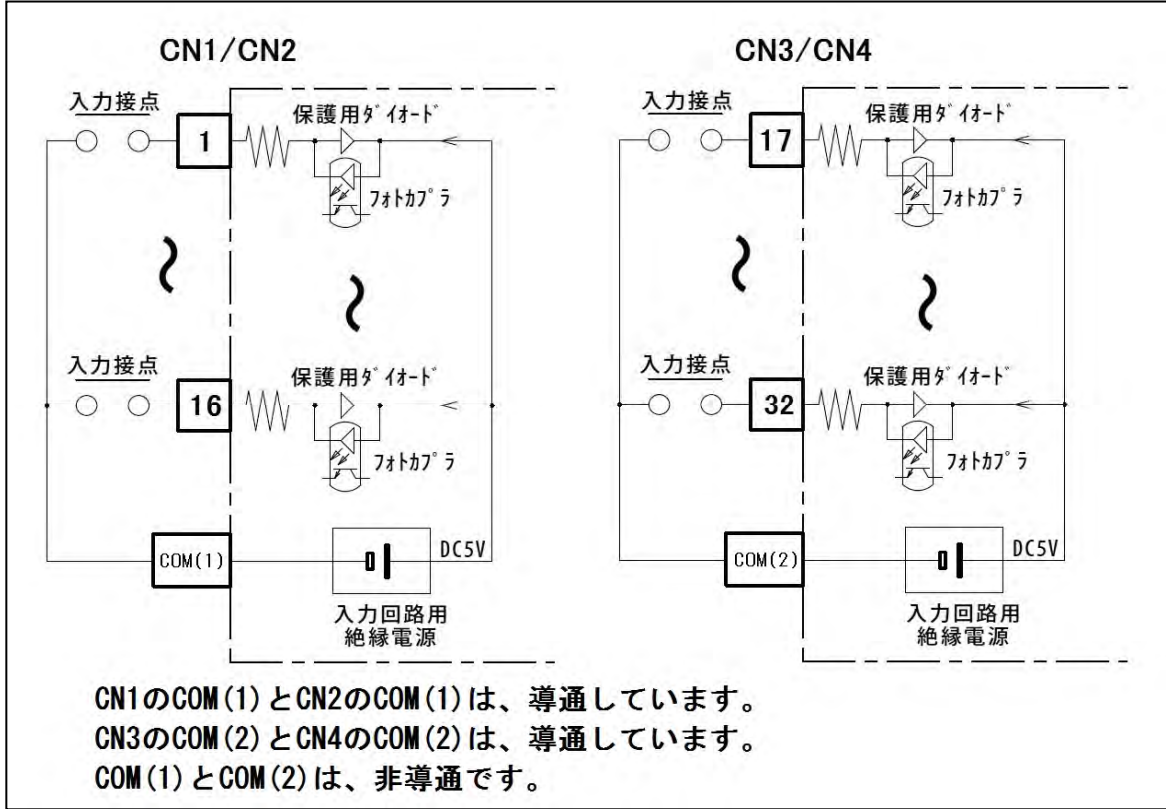 CN1/CN2
入力接点
1
保護用ダイオード
フォトカプラ
入力接点
16
保護用ダイオード
フォトカプラ
COM(1)
DC5V
入力回路用
絶縁電源
CN3/CN4
入力接点
17
保護用ダイオード
フォトカプラ
入力接点
32
保護用ダイオード
フォトカプラ
COM(2)
DC5V
入力回路用
絶縁電源
CN1のCOM(1)とCN2のCOM(1)は、導通しています。
CN3のCOM(2)とCN4のCOM(2)は、導通しています。
COM(1)とCOM(2)は、非導通です。